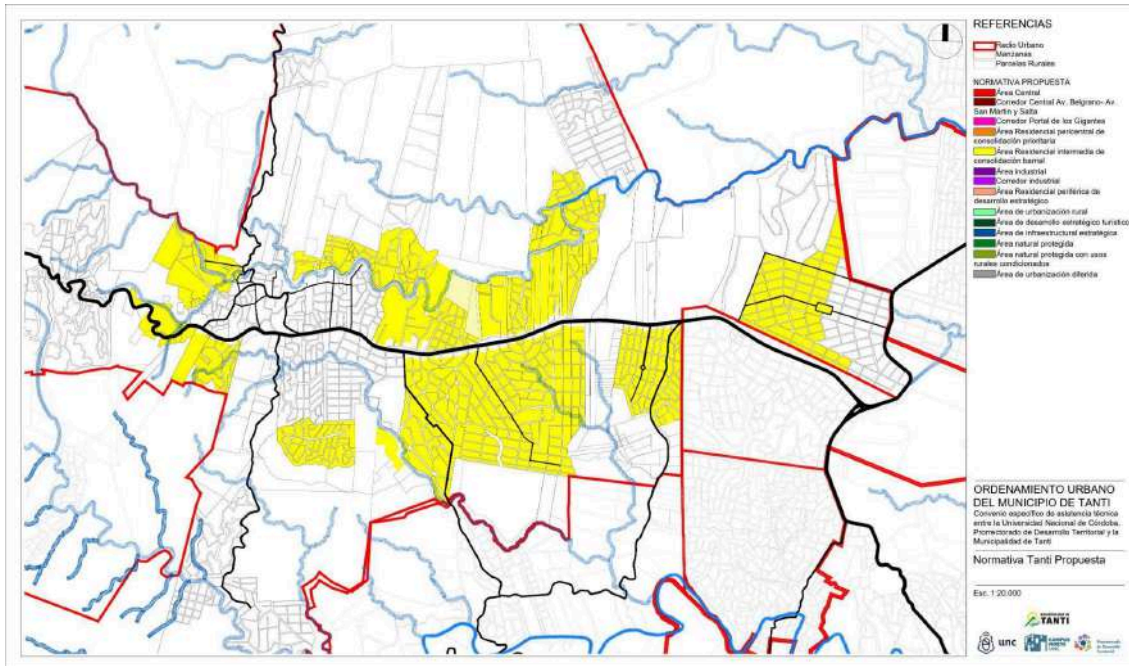 REFERENCIAS
Radio Urbano
Manzanas
Parcelas Rurales
NORMATIVA PROPUESTA
Área Central
Corredor Central Av. Belgrano- Av.
San Martín y Salta
Corredor Portal de los Gigantes
Área Residencial pericentral de
consolidación prioritaria
Área Residencial intermedia de
consolidación barrial
Área industrial
Corredor industrial
Área Residencial periférica de
desarrollo estratégico
Área de urbanización rural
Área de desarrollo estratégico turístico
Área de infraestructural estratégica
Área natural protegida
Área natural protegida con usos
rurales condicionados
Área de urbanización diferida
ORDENAMIENTO URBANO
DEL MUNICIPIO DE TANTI
Convenio específico de asistencia técnica
entre la Universidad Nacional de Córdoba,
Prorrectorado de Desarrollo Territorial y la
Municipalidad de Tanti
Normativa Tanti Propuesta
Esc. 1:20.000
TANTI
unc